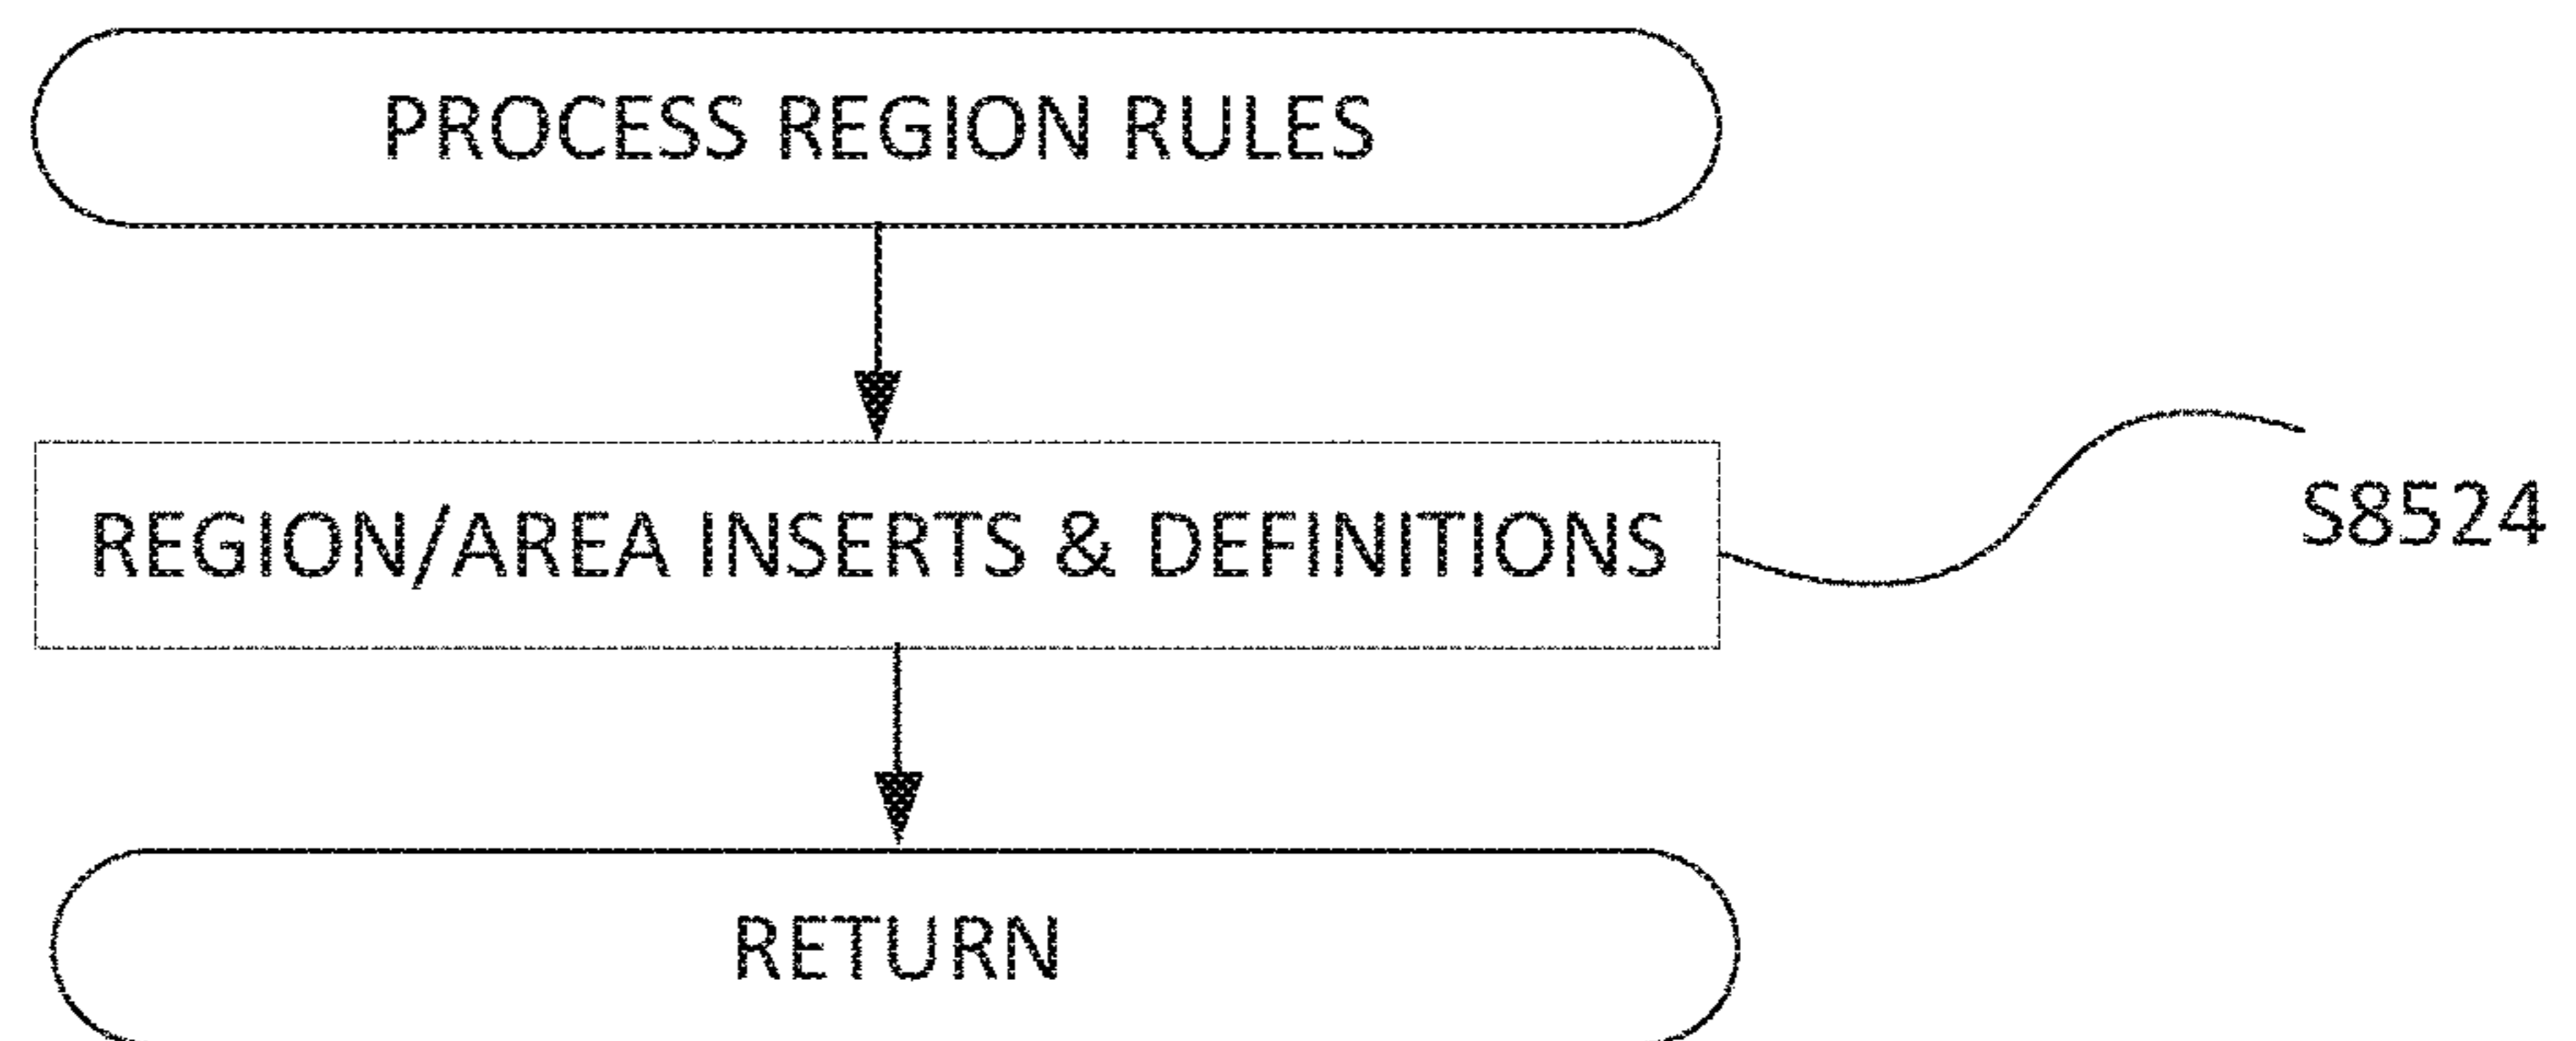 PROCESS REGION RULES
REGION/AREA INSERTS & DEFINITIONS
S8524
RETURN